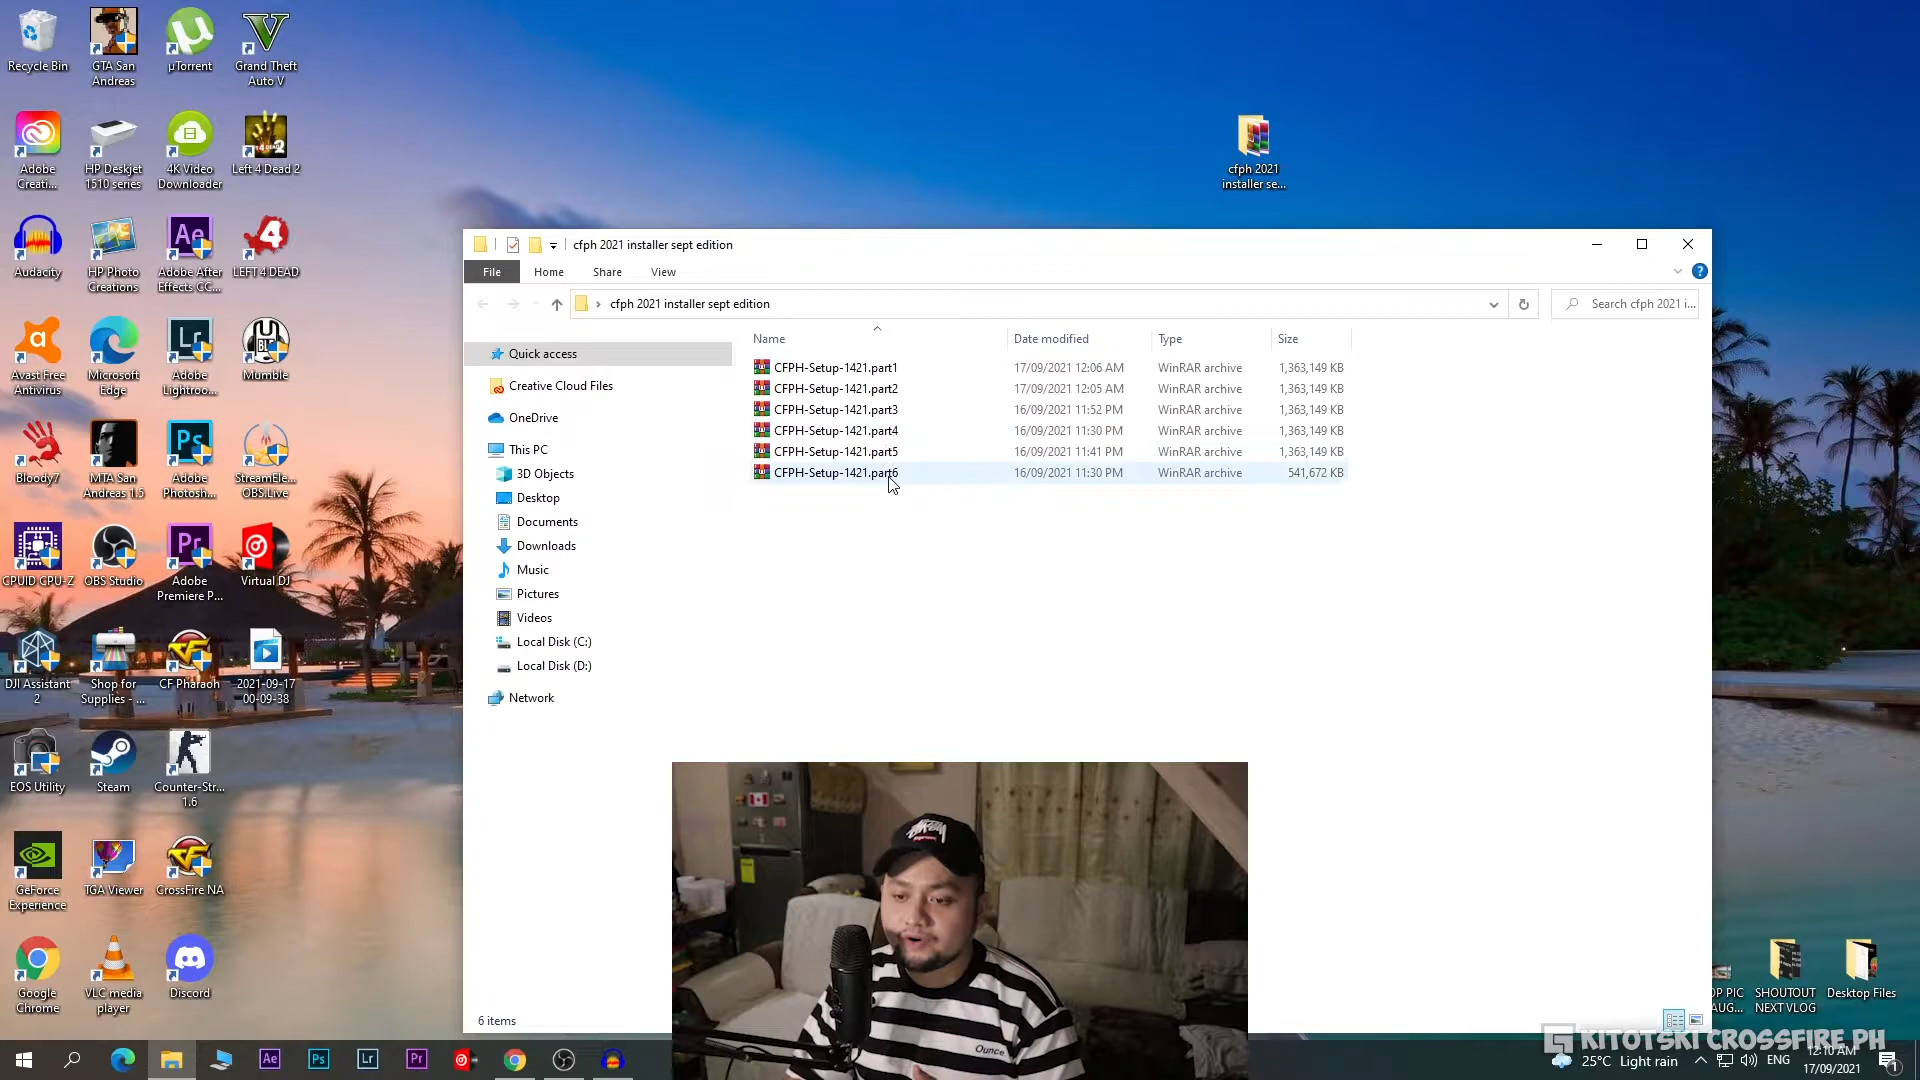 Recycle Bin
GTA San
Andreas
µTorrent
Grand Theft
Auto V
Adobe
Creati...
HP Deskjet
1510 series
4K Video
Downloader
Left 4 Dead 2
Audacity
HP Photo
Creations
Adobe After
Effects CC...
LEFT 4 DEAD
Avast Free
Antivirus
Microsoft
Edge
Adobe
Lightroo...
Mumble
Bloody7
MTA San
Andreas 1.5
Adobe
Photosh...
StreamEle...
OBS.Live
CPUID CPU-Z
OBS Studio
Adobe
Premiere P...
Virtual DJ
DJI Assistant
2
Shop for
Supplies - ...
CF Pharaoh
2021-09-17
00-09-38
EOS Utility
Steam
Counter-Str...
1.6
GeForce
Experience
TGA Viewer
CrossFire NA
Google
Chrome
VLC media
player
Discord
cfph 2021
installer se...
cfph 2021 installer sept edition
File Home Share View
cfph 2021 installer sept edition
Search cfph 2021 i...
Quick access
Creative Cloud Files
OneDrive
This PC
3D Objects
Desktop
Documents
Downloads
Music
Pictures
Videos
Local Disk (C:)
Local Disk (D:)
Network
Name Date modified Type Size
CFPH-Setup-1421.part1 17/09/2021 12:06 AM WinRAR archive 1,363,149 KB
CFPH-Setup-1421.part2 17/09/2021 12:05 AM WinRAR archive 1,363,149 KB
CFPH-Setup-1421.part3 16/09/2021 11:52 PM WinRAR archive 1,363,149 KB
CFPH-Setup-1421.part4 16/09/2021 11:30 PM WinRAR archive 1,363,149 KB
CFPH-Setup-1421.part5 16/09/2021 11:41 PM WinRAR archive 1,363,149 KB
CFPH-Setup-1421.part6 16/09/2021 11:30 PM WinRAR archive 541,672 KB
6 items
Ounce
OP PIC
AUG...
SHOUTOUT
NEXT VLOG
Desktop Files
KITOTSKI CROSSFIRE PH
25°C Light rain
ENG
12:10 AM
17/09/2021